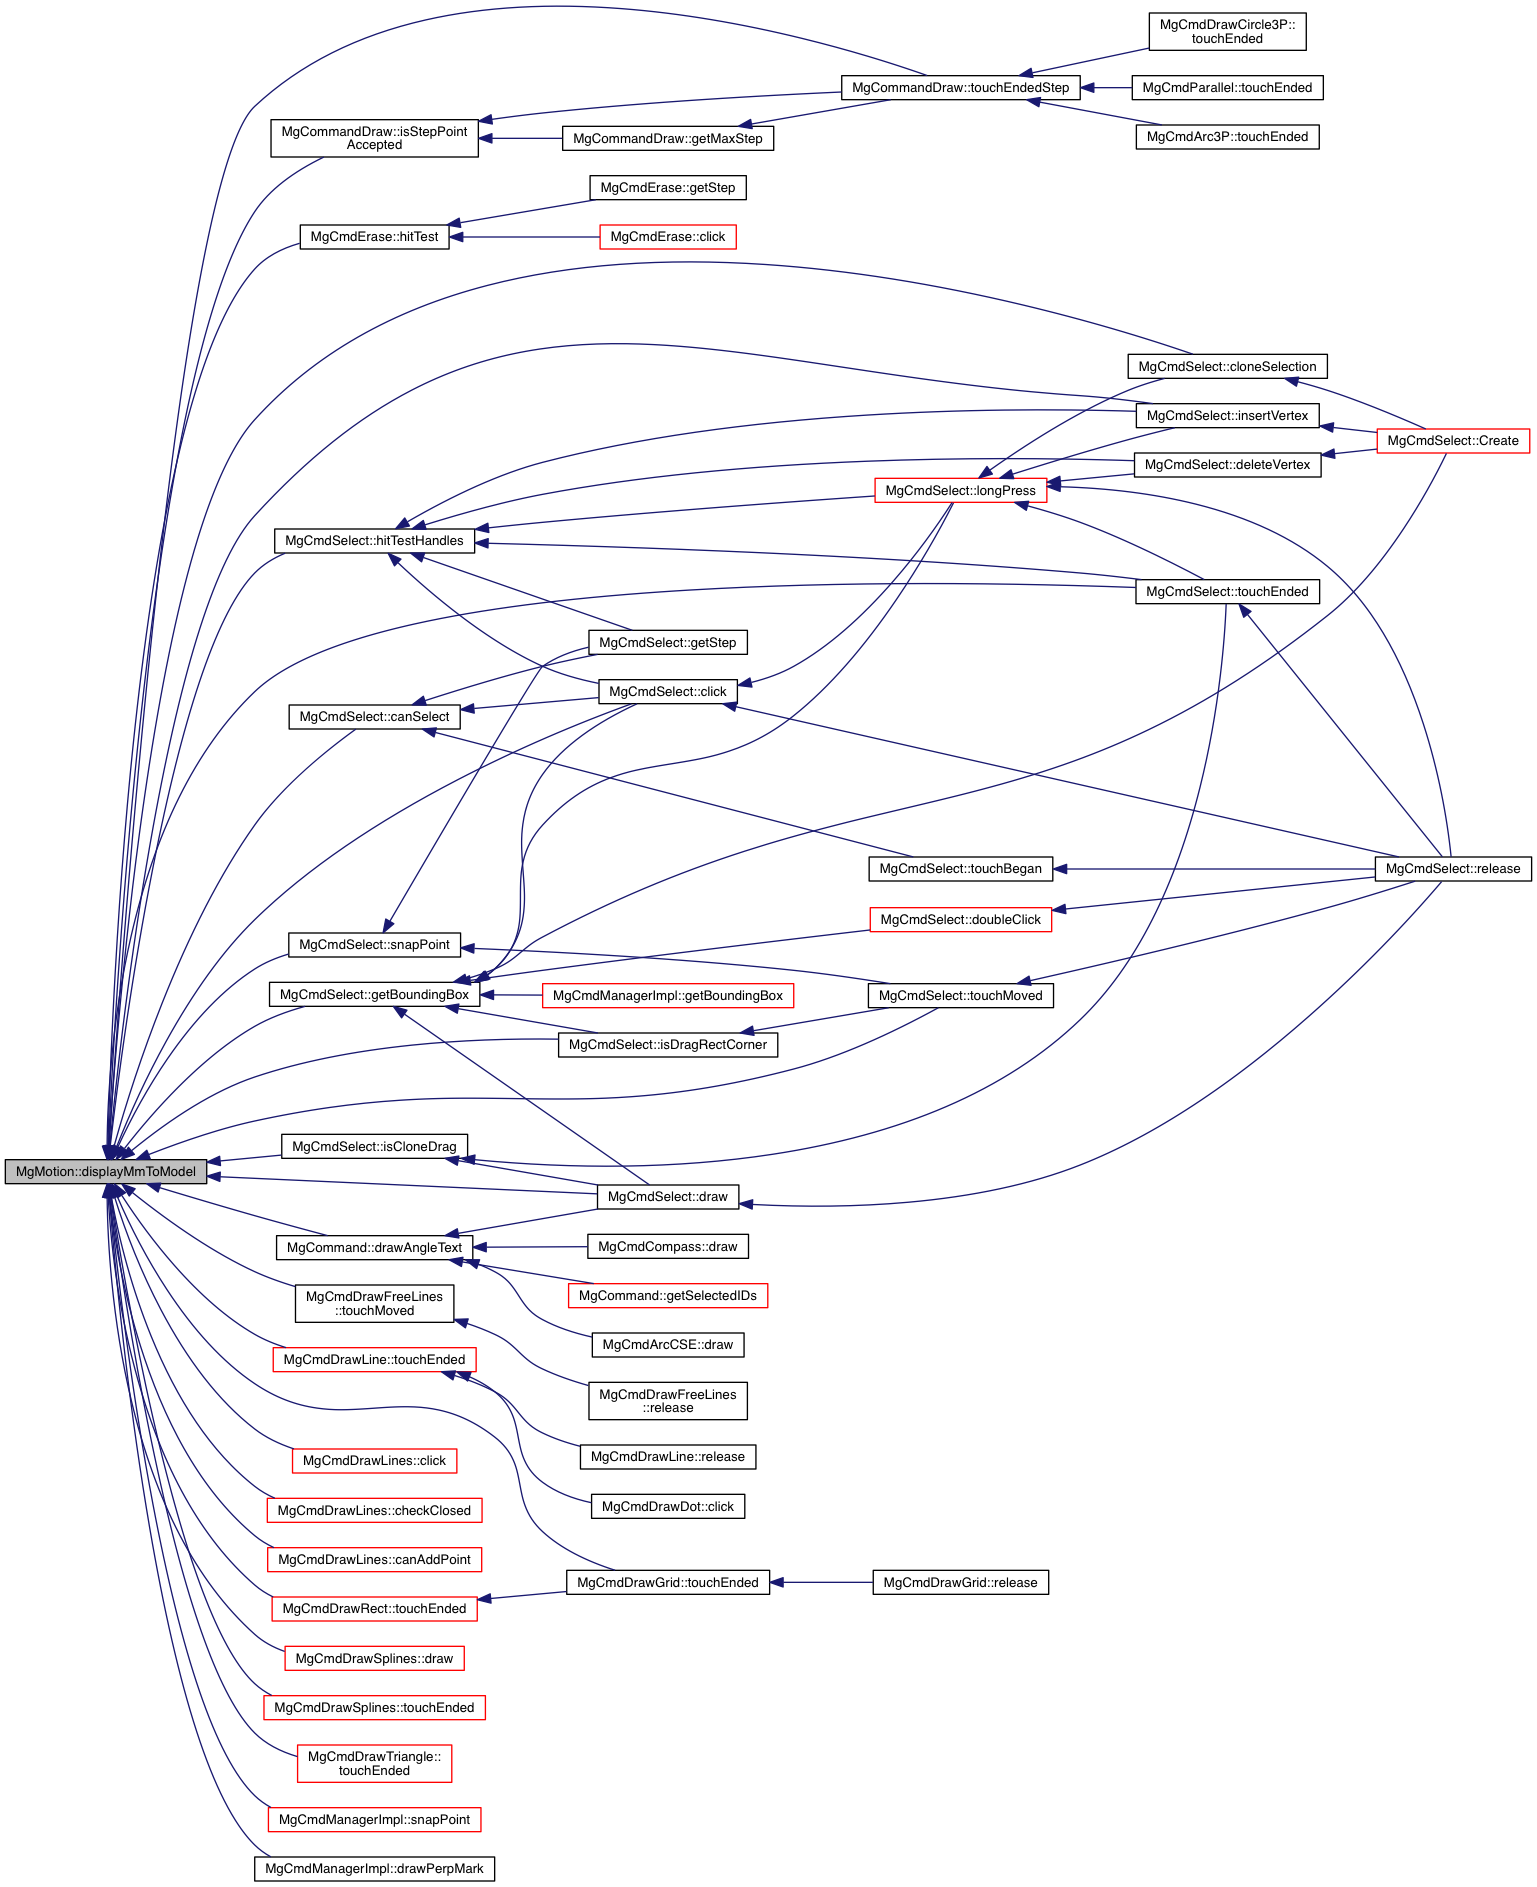 MgCmdDrawCircle3P::
touchEnded
MgCommandDraw::touchEndedStep
MgCmdParallel::touchEnded
MgCommandDraw::isStepPoint
Accepted
MgCommandDraw::getMaxStep
MgCmdArc3P::touchEnded
MgCmdErase::getStep
MgCmdErase::hitTest
MgCmdErase::click
MgCmdSelect::cloneSelection
MgCmdSelect::insertVertex
MgCmdSelect::Create
MgCmdSelect::deleteVertex
MgCmdSelect::longPress
MgCmdSelect::hitTestHandles
MgCmdSelect::touchEnded
MgCmdSelect::getStep
MgCmdSelect::click
MgCmdSelect::canSelect
MgCmdSelect::touchBegan
MgCmdSelect::release
MgCmdSelect::doubleClick
MgCmdSelect::snapPoint
MgCmdSelect::getBoundingBox
MgCmdManagerImpl::getBoundingBox
MgCmdSelect::touchMoved
MgCmdSelect::isDragRectCorner
MgCmdSelect::isCloneDrag
MgMotion::displayMmToModel
MgCmdSelect::draw
MgCommand::drawAngleText
MgCmdCompass::draw
MgCommand::getSelectedIDs
MgCmdDrawFreeLines
::touchMoved
MgCmdArcCSE::draw
MgCmdDrawLine::touchEnded
MgCmdDrawFreeLines
::release
MgCmdDrawLines::click
MgCmdDrawLine::release
MgCmdDrawLines::checkClosed
MgCmdDrawDot::click
MgCmdDrawLines::canAddPoint
MgCmdDrawGrid::touchEnded
MgCmdDrawGrid::release
MgCmdDrawRect::touchEnded
MgCmdDrawSplines::draw
MgCmdDrawSplines::touchEnded
MgCmdDrawTriangle::
touchEnded
MgCmdManagerImpl::snapPoint
MgCmdManagerImpl::drawPerpMark